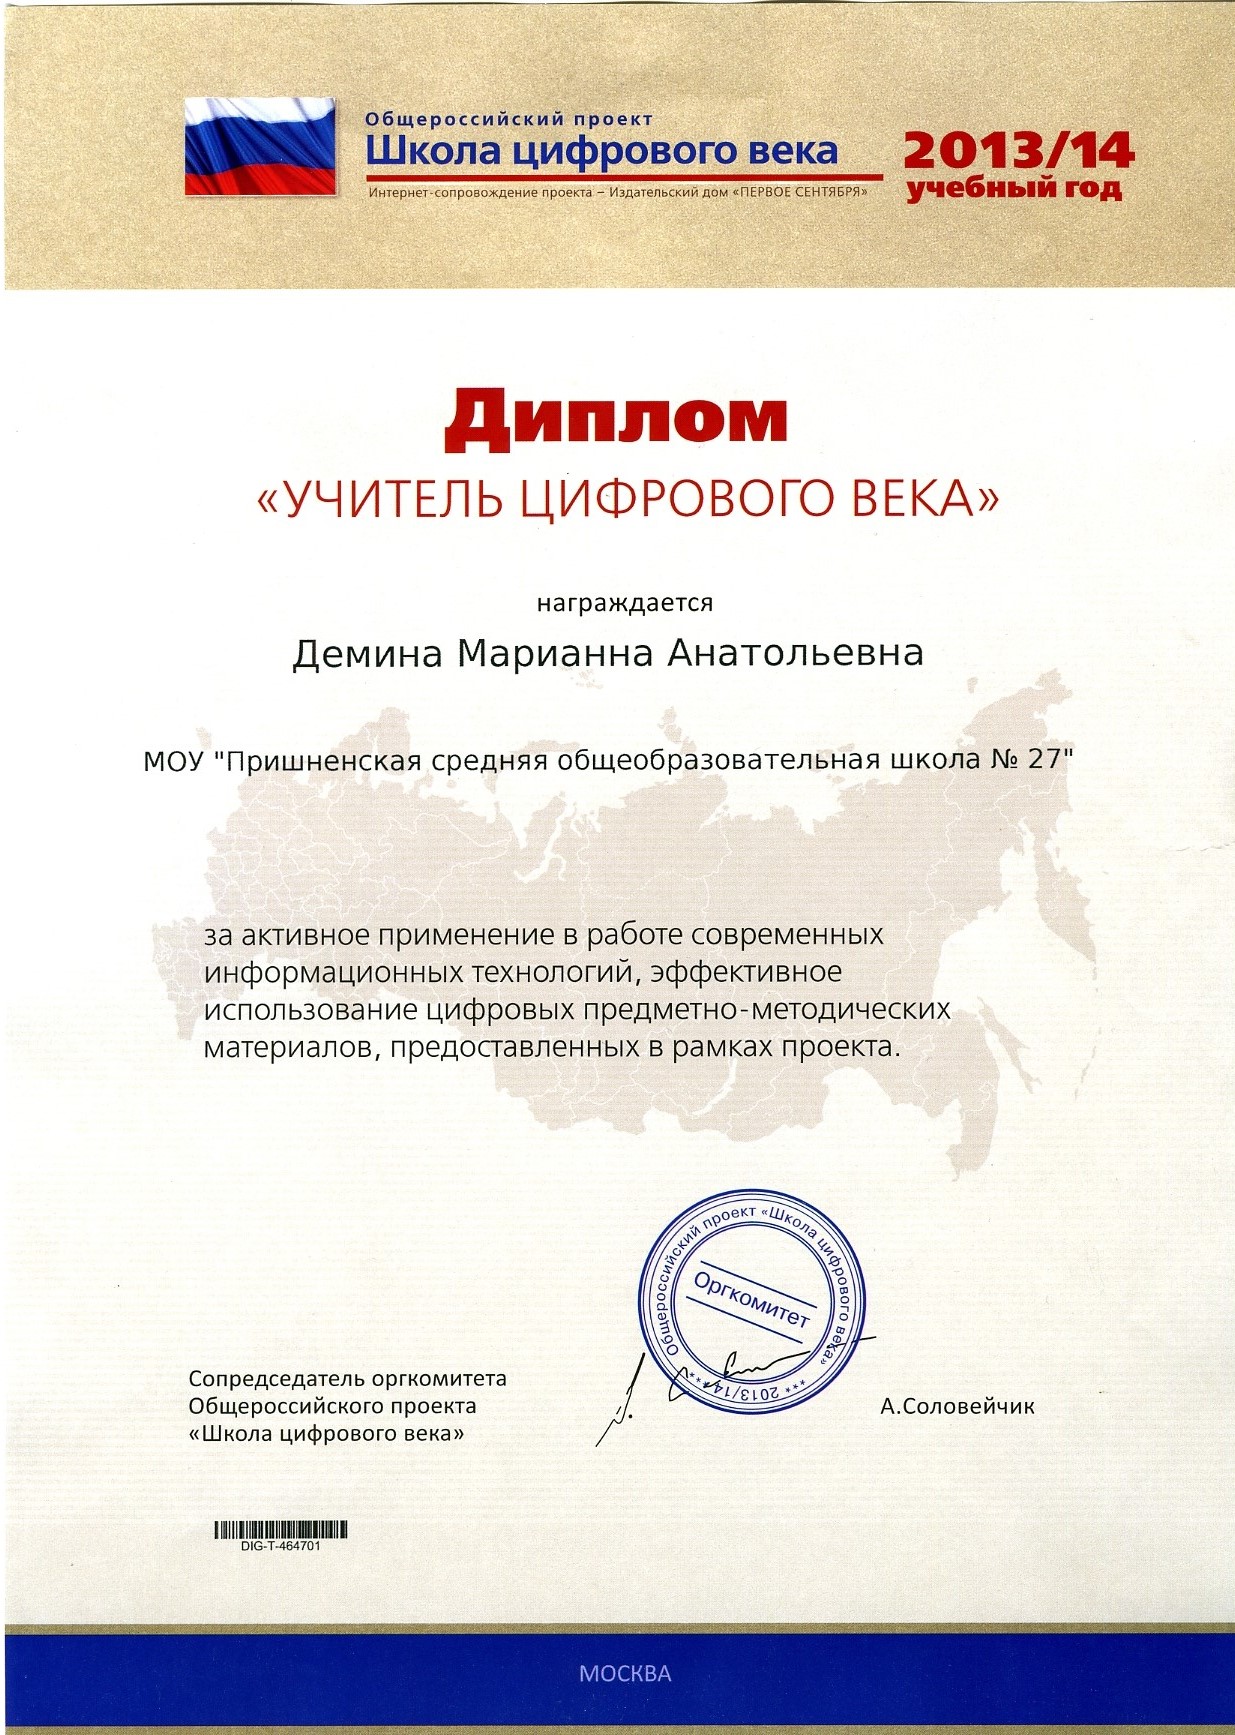 Общероссийский проект
Школа цифрового века
Интернет-сопровождение проекта – Издательский дом «ПЕРВОЕ СЕНТЯБРЯ»
2013/14
учебный год
Диплом
«УЧИТЕЛЬ ЦИФРОВОГО ВЕКА»
награждается
Демина Марианна Анатольевна
МОУ "Пришненская средняя общеобразовательная школа № 27"
за активное применение в работе современных
информационных технологий, эффективное
использование цифровых предметно-методических
материалов, предоставленных в рамках проекта.
Общероссийский проект «Школа цифрового века»
*** 2013/14 ***
Оргкомитет
Сопредседатель оргкомитета
Общероссийского проекта
«Школа цифрового века»
А.Соловейчик
DIG-T-464701
МОСКВА